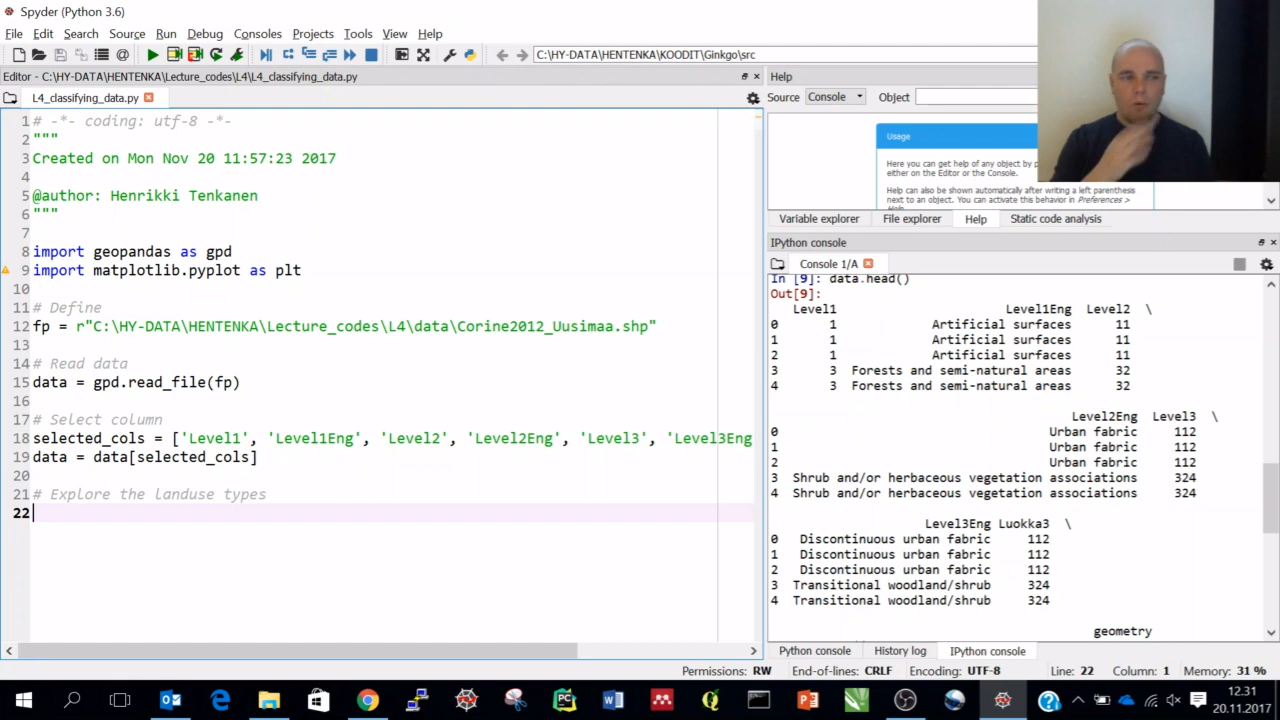 Spyder (Python 3.6)
File Edit Search Source Run Debug Consoles Projects Tools View Help
C:\HY-DATA\HENTENKA\KOODIT\Ginkgo\src
Editor - C:\HY-DATA\HENTENKA\Lecture_codes\L4\L4_classifying_data.py
L4_classifying_data.py
1 # -*- coding: utf-8 -*-
2 """
3 Created on Mon Nov 20 11:57:23 2017
4
5 @author: Henrikki Tenkanen
6 """
7
8 import geopandas as gpd
9 import matplotlib.pyplot as plt
10
11 # Define
12 fp = r"C:\HY-DATA\HENTENKA\Lecture_codes\L4\data\Corine2012_Uusimaa.shp"
13
14 # Read data
15 data = gpd.read_file(fp)
16
17 # Select column
18 selected_cols = ['Level1', 'Level1Eng', 'Level2', 'Level2Eng', 'Level3', 'Level3Eng
19 data = data[selected_cols]
20
21 # Explore the landuse types
22
Help
Source Console Object
Usage
Here you can get help of any object by p
either on the Editor or the Console.
Help can also be shown automatically after writing a left parenthesis
next to an object. You can activate this behavior in Preferences >
Variable explorer File explorer Help Static code analysis
IPython console
Console 1/A
In [9]: data.head()
Out[9]:
Level1 Level1Eng Level2 \
0 1 Artificial surfaces 11
1 1 Artificial surfaces 11
2 1 Artificial surfaces 11
3 3 Forests and semi-natural areas 32
4 3 Forests and semi-natural areas 32
Level2Eng Level3 \
0 Urban fabric 112
1 Urban fabric 112
2 Urban fabric 112
3 Shrub and/or herbaceous vegetation associations 324
4 Shrub and/or herbaceous vegetation associations 324
Level3Eng Luokka3 \
0 Discontinuous urban fabric 112
1 Discontinuous urban fabric 112
2 Discontinuous urban fabric 112
3 Transitional woodland/shrub 324
4 Transitional woodland/shrub 324
geometry
Python console History log IPython console
Permissions: RW End-of-lines: CRLF Encoding: UTF-8 Line: 22 Column: 1 Memory: 31 %
12.31
20.11.2017